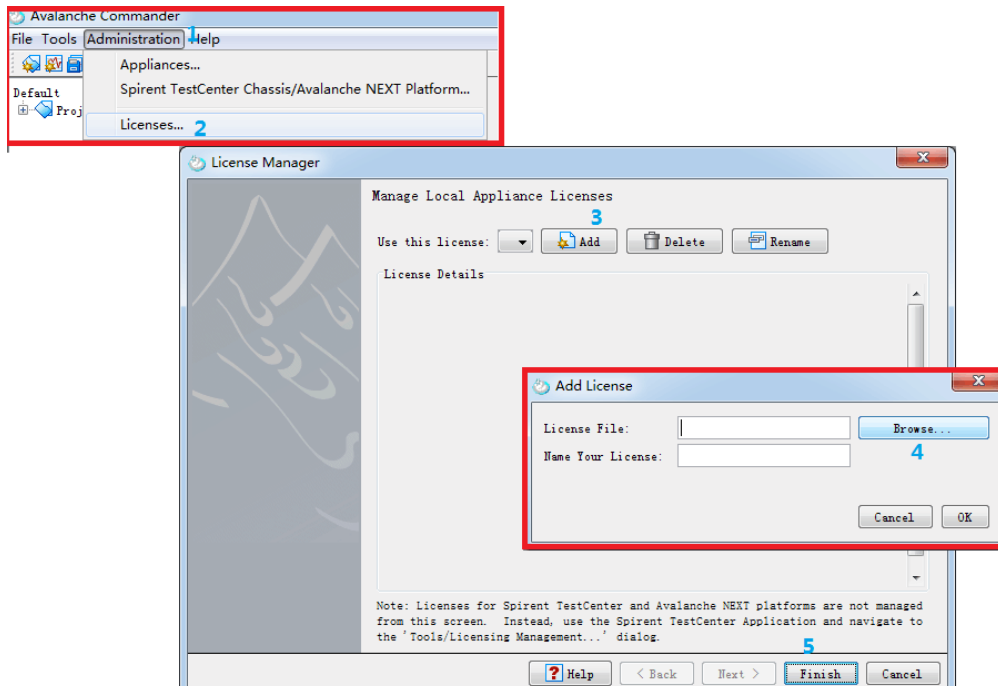 Avalanche Commander
File Tools Administration Help
1
Appliances...
Spirent TestCenter Chassis/Avalanche NEXT Platform...
Default
Proj
Licenses...
2
License Manager
Manage Local Appliance Licenses
3
Use this license: Add Delete Rename
License Details
Add License
License File: Browse...
4
Name Your License:
Cancel OK
Note: Licenses for Spirent TestCenter and Avalanche NEXT platforms are not managed
from this screen. Instead, use the Spirent TestCenter Application and navigate to
the 'Tools/Licensing Management...' dialog.
5
Help < Back Next > Finish Cancel